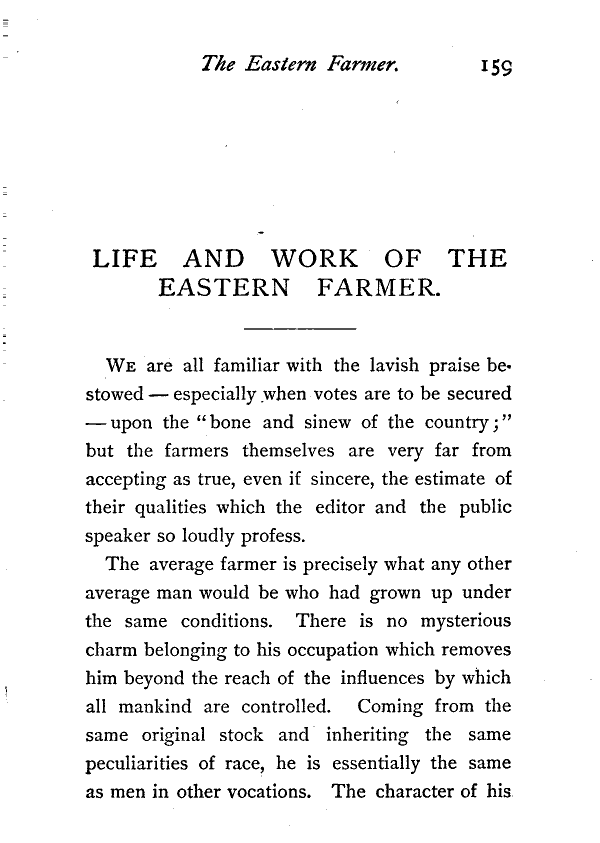 The Eastern Farmer. 159
LIFE AND WORK OF THE
EASTERN FARMER.
WE are all familiar with the lavish praise be-
stowed — especially when votes are to be secured
— upon the "bone and sinew of the country;"
but the farmers themselves are very far from
accepting as true, even if sincere, the estimate of
their qualities which the editor and the public
speaker so loudly profess.
The average farmer is precisely what any other
average man would be who had grown up under
the same conditions. There is no mysterious
charm belonging to his occupation which removes
him beyond the reach of the influences by which
all mankind are controlled. Coming from the
same original stock and inheriting the same
peculiarities of race, he is essentially the same
as men in other vocations. The character of his